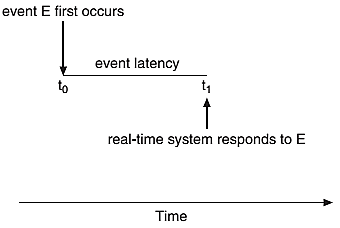 event E first occurs
event latency
t0 t1
real-time system responds to E
Time